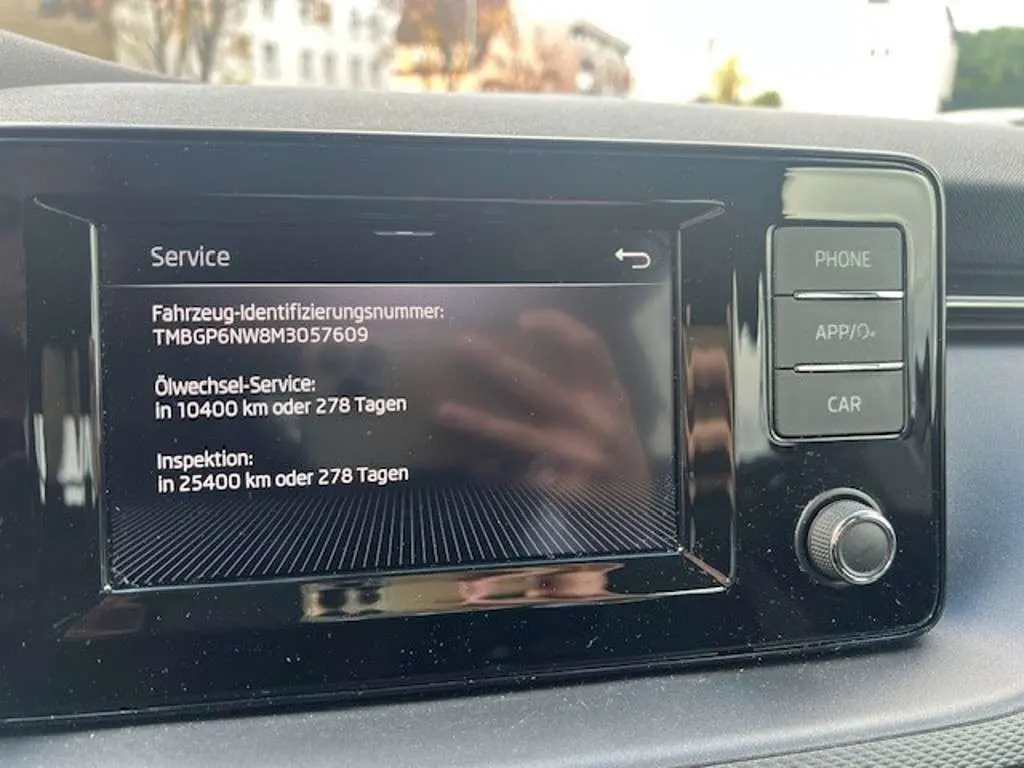 Service
Fahrzeug-Identifizierungsnummer:
TMBGP6NW8M3057609
Ölwechsel-Service:
in 10400 km oder 278 Tagen
Inspektion:
in 25400 km oder 278 Tagen
PHONE
APP/
CAR